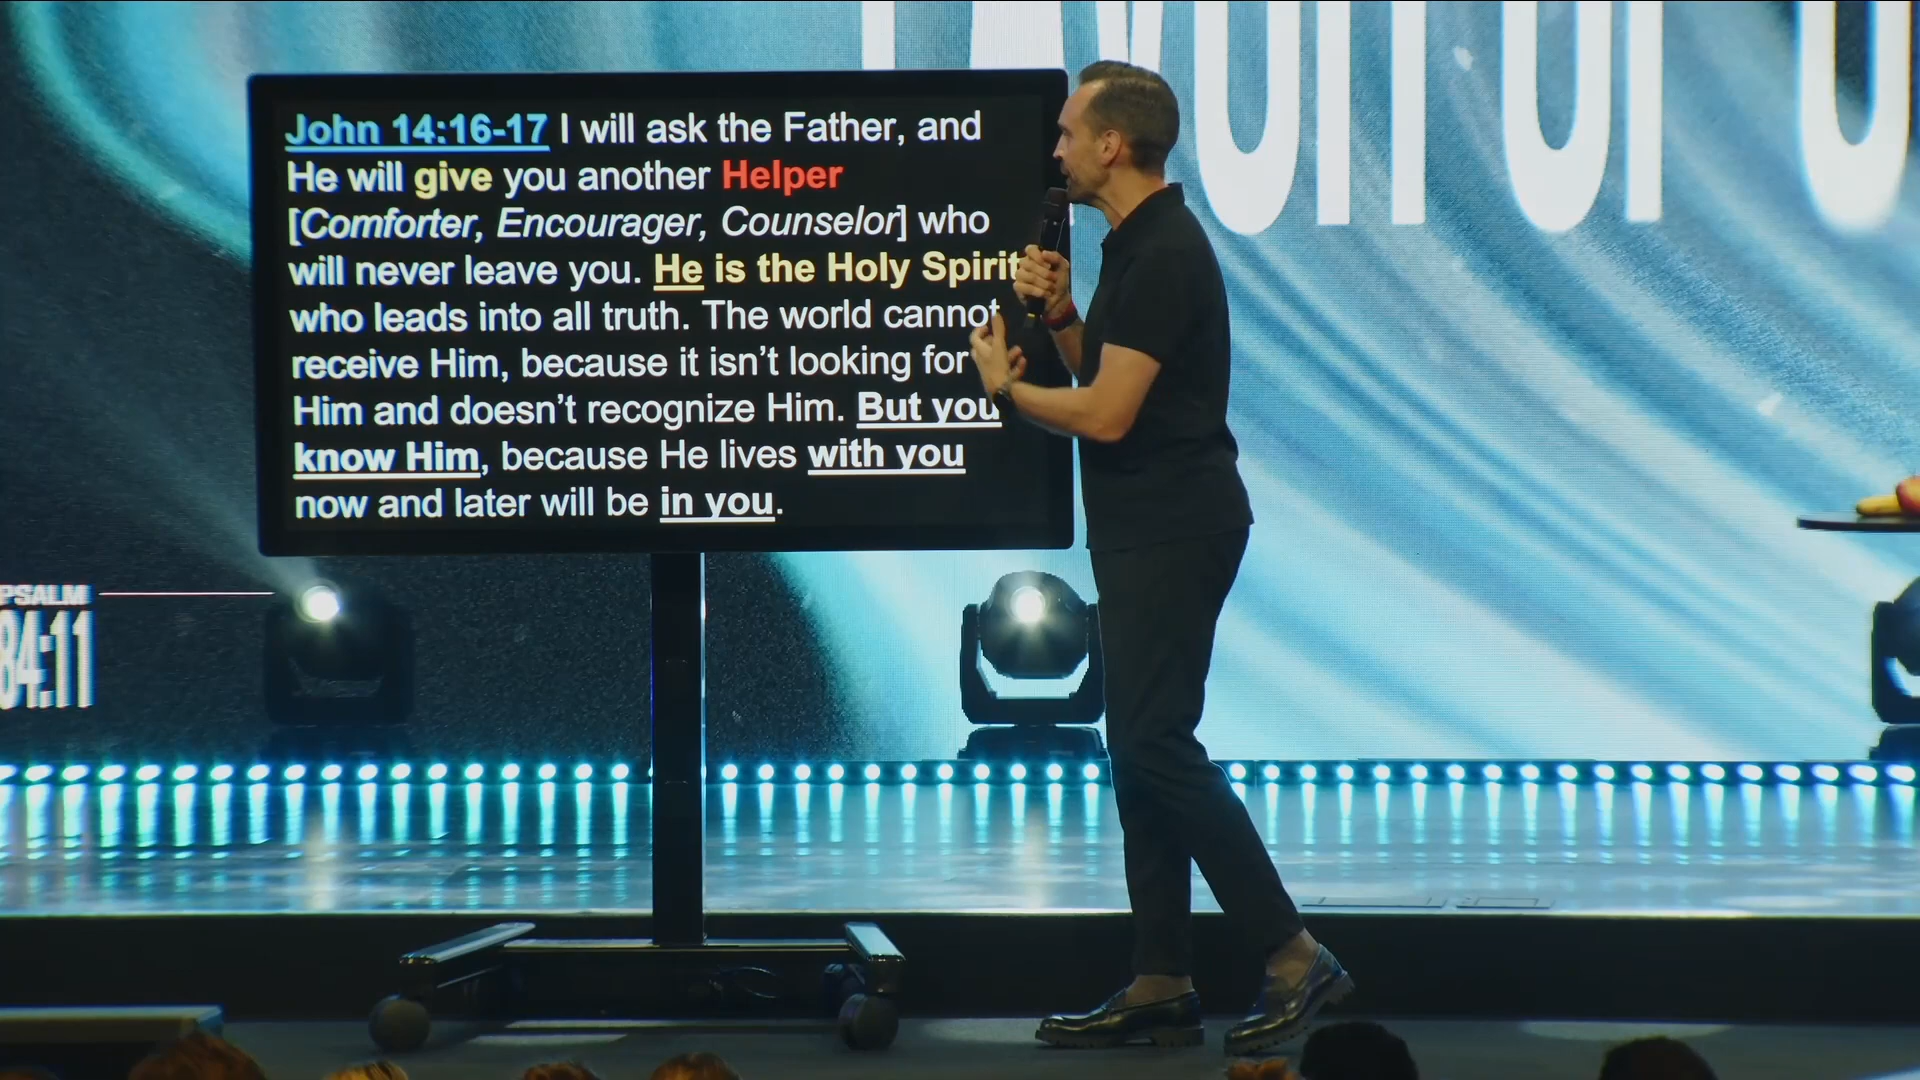 John 14:16-17 I will ask the Father, and
He will give you another Helper
[Comforter, Encourager, Counselor] who
will never leave you. He is the Holy Spirit
who leads into all truth. The world cannot
receive Him, because it isn’t looking for
Him and doesn’t recognize Him. But you
know Him, because He lives with you
now and later will be in you.
PSALM
84:11